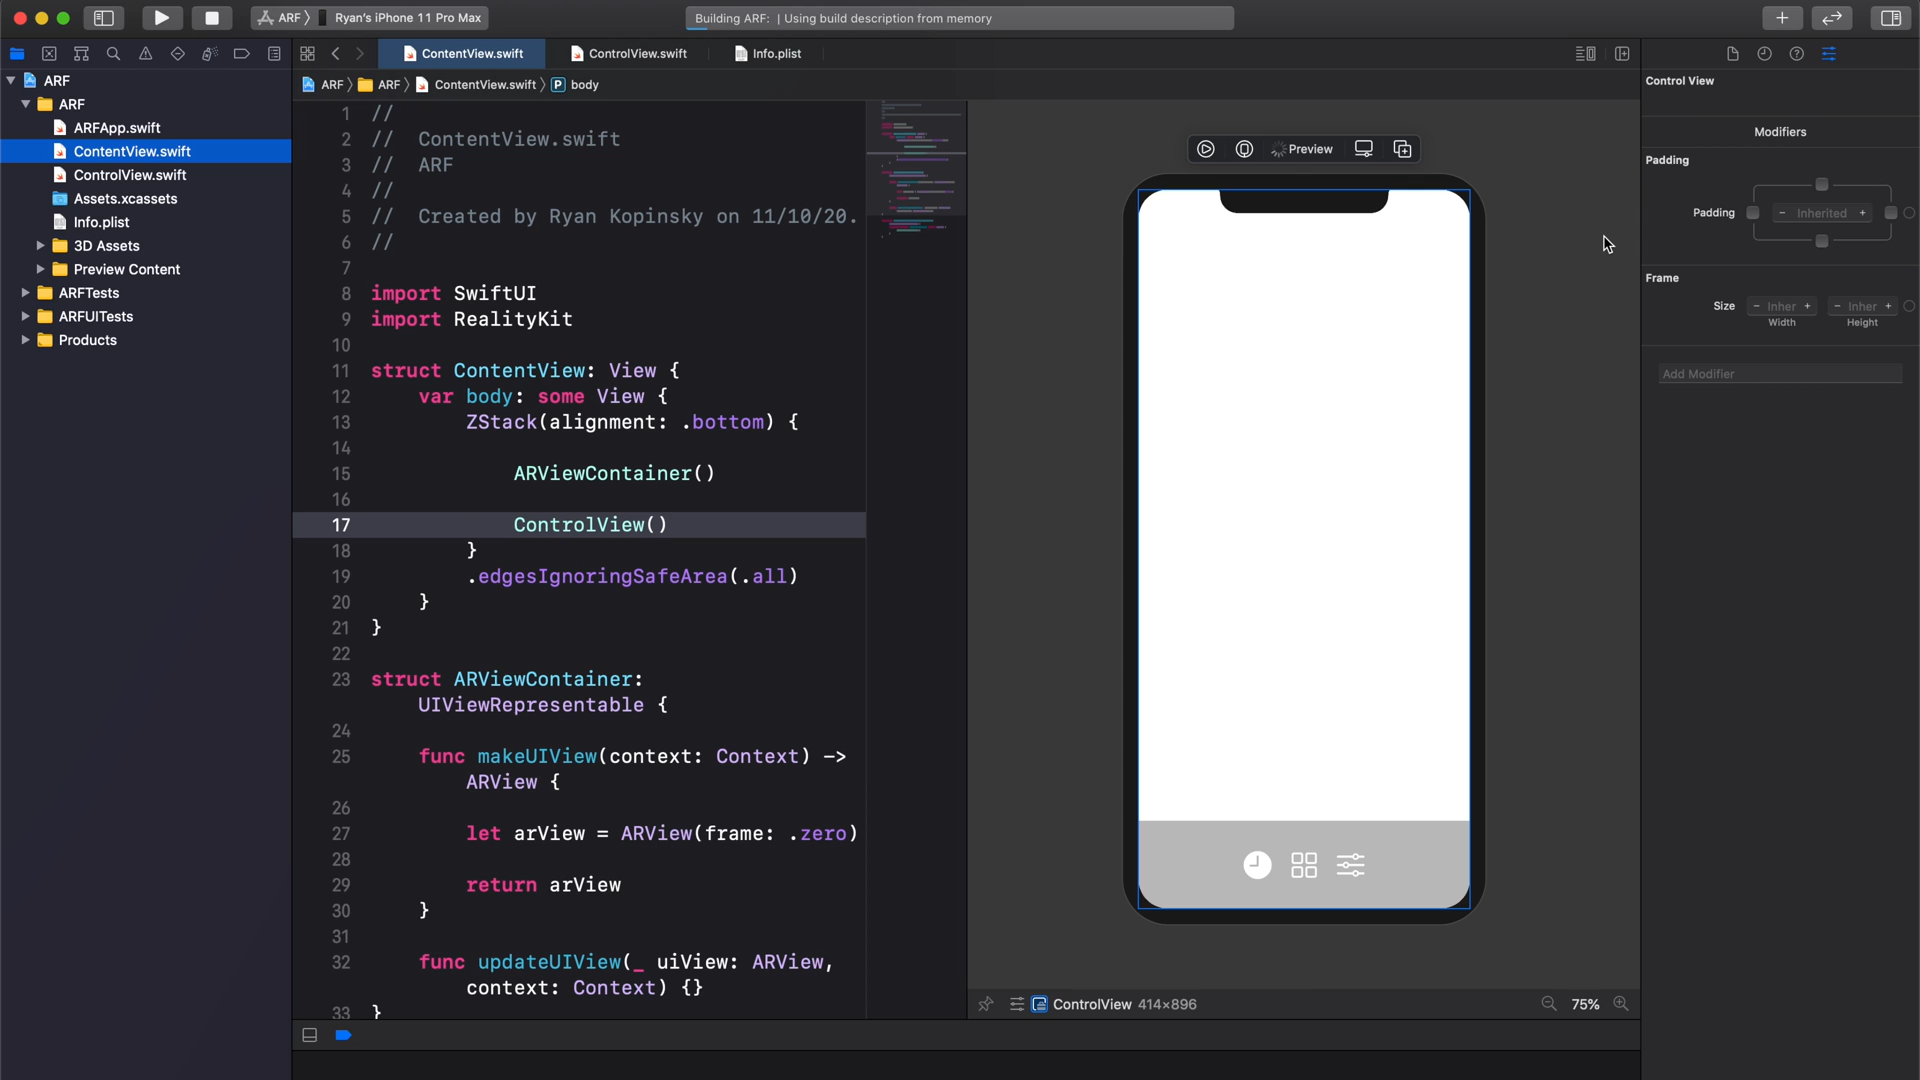 ARF
Ryan's iPhone 11 Pro Max
Building ARF: | Using build description from memory
ContentView.swift
ControlView.swift
Info.plist
ARF
ARF
ContentView.swift
P
body
ARF
ARF
ARFApp.swift
ContentView.swift
ControlView.swift
Assets.xcassets
Info.plist
3D Assets
Preview Content
ARFTests
ARFUITests
Products
1 //
2 // ContentView.swift
3 // ARF
4 //
5 // Created by Ryan Kopinsky on 11/10/20.
6 //
7
8 import SwiftUI
9 import RealityKit
10
11 struct ContentView: View {
12 var body: some View {
13 ZStack(alignment: .bottom) {
14
15 ARViewContainer()
16
17 ControlView()
18 }
19 .edgesIgnoringSafeArea(.all)
20 }
21 }
22
23 struct ARViewContainer:
UIViewRepresentable {
24
25 func makeUIView(context: Context) ->
ARView {
26
27 let arView = ARView(frame: .zero)
28
29 return arView
30 }
31
32 func updateUIView(_ uiView: ARView,
context: Context) {}
33 }
Preview
ControlView 414×896
75%
Control View
Modifiers
Padding
Padding
- Inherited +
Frame
Size
- Inher +
- Inher +
Width
Height
Add Modifier